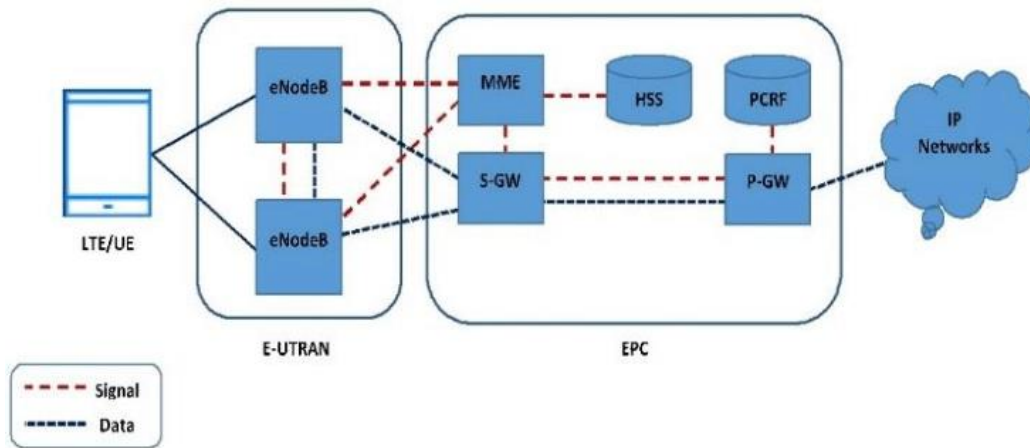 eNodeB
MME
HSS
PCRF
IP
Networks
S-GW
P-GW
eNodeB
LTE/UE
E-UTRAN
EPC
Signal
Data